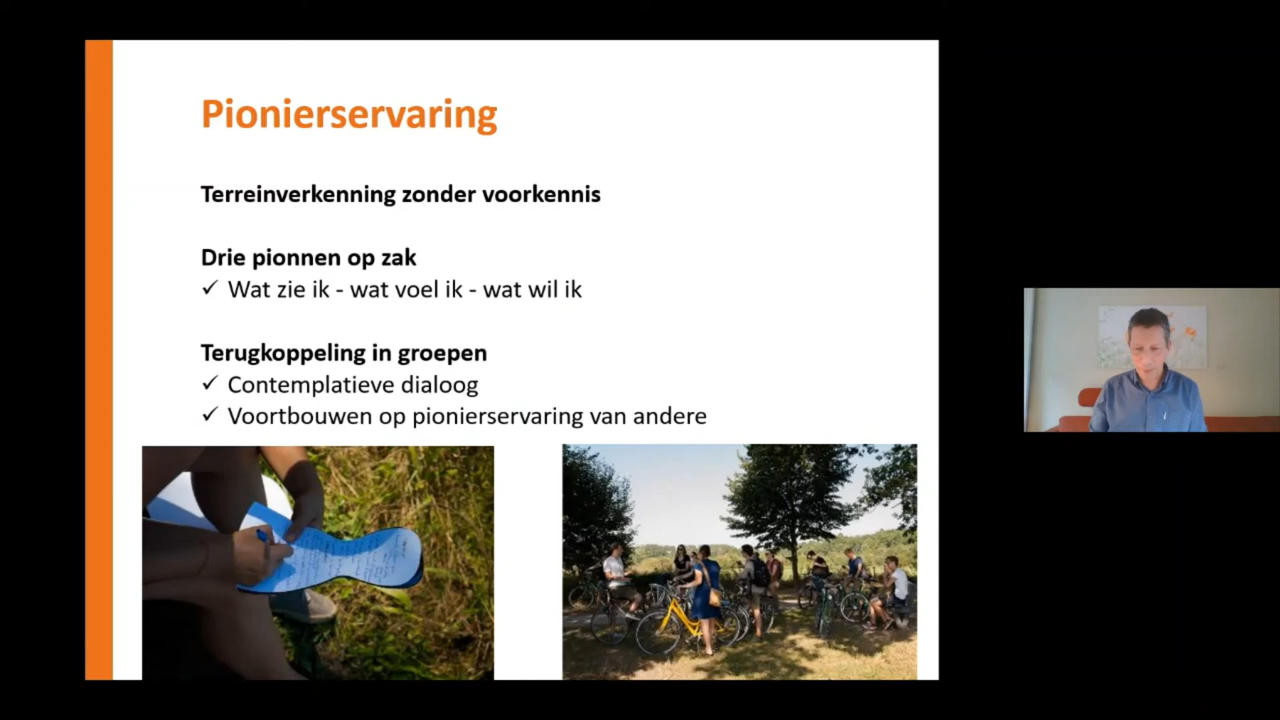 Pionierservaring
Terreinverkenning zonder voorkennis
Drie pionnen op zak
✓ Wat zie ik - wat voel ik - wat wil ik
Terugkoppeling in groepen
✓ Contemplatieve dialoog
✓ Voortbouwen op pionierservaring van andere